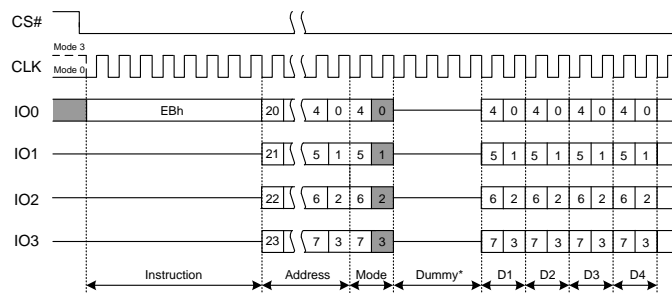 CS#
Mode 3
CLK
Mode 0
IO0 EBh 20 4 0 4 0 4 0 4 0 4 0 4 0
IO1 21 5 1 5 1 5 1 5 1 5 1 5 1
IO2 22 6 2 6 2 6 2 6 2 6 2 6 2
IO3 23 7 3 7 3 7 3 7 3 7 3 7 3
Instruction Address Mode Dummy* D1 D2 D3 D4